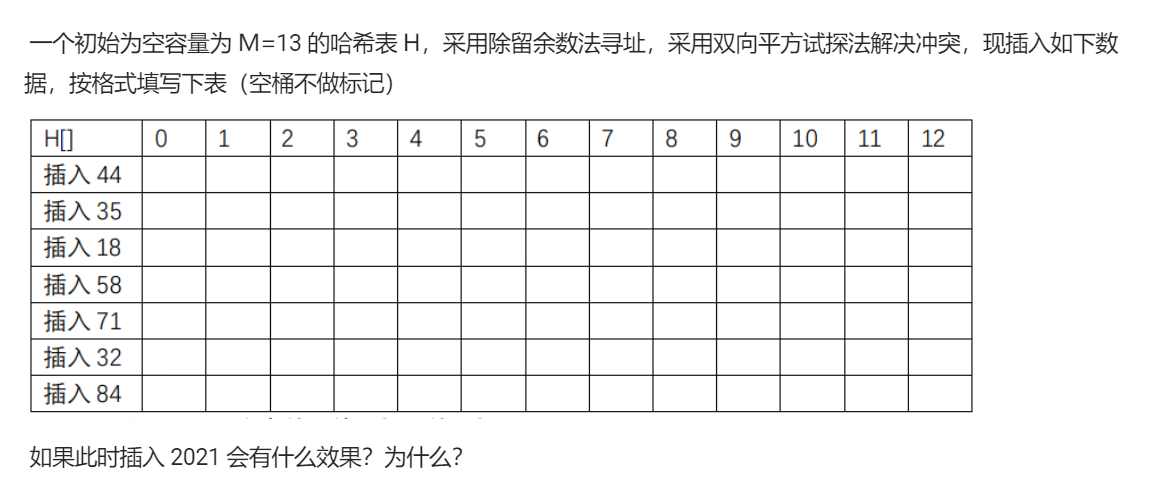 一个初始为空容量为 M=13 的哈希表 H，采用除留余数法寻址，采用双向平方试探法解决冲突，现插入如下数
据，按格式填写下表（空桶不做标记）
H[] 0 1 2 3 4 5 6 7 8 9 10 11 12
插入 44
插入 35
插入 18
插入 58
插入 71
插入 32
插入 84
如果此时插入 2021 会有什么效果？为什么？